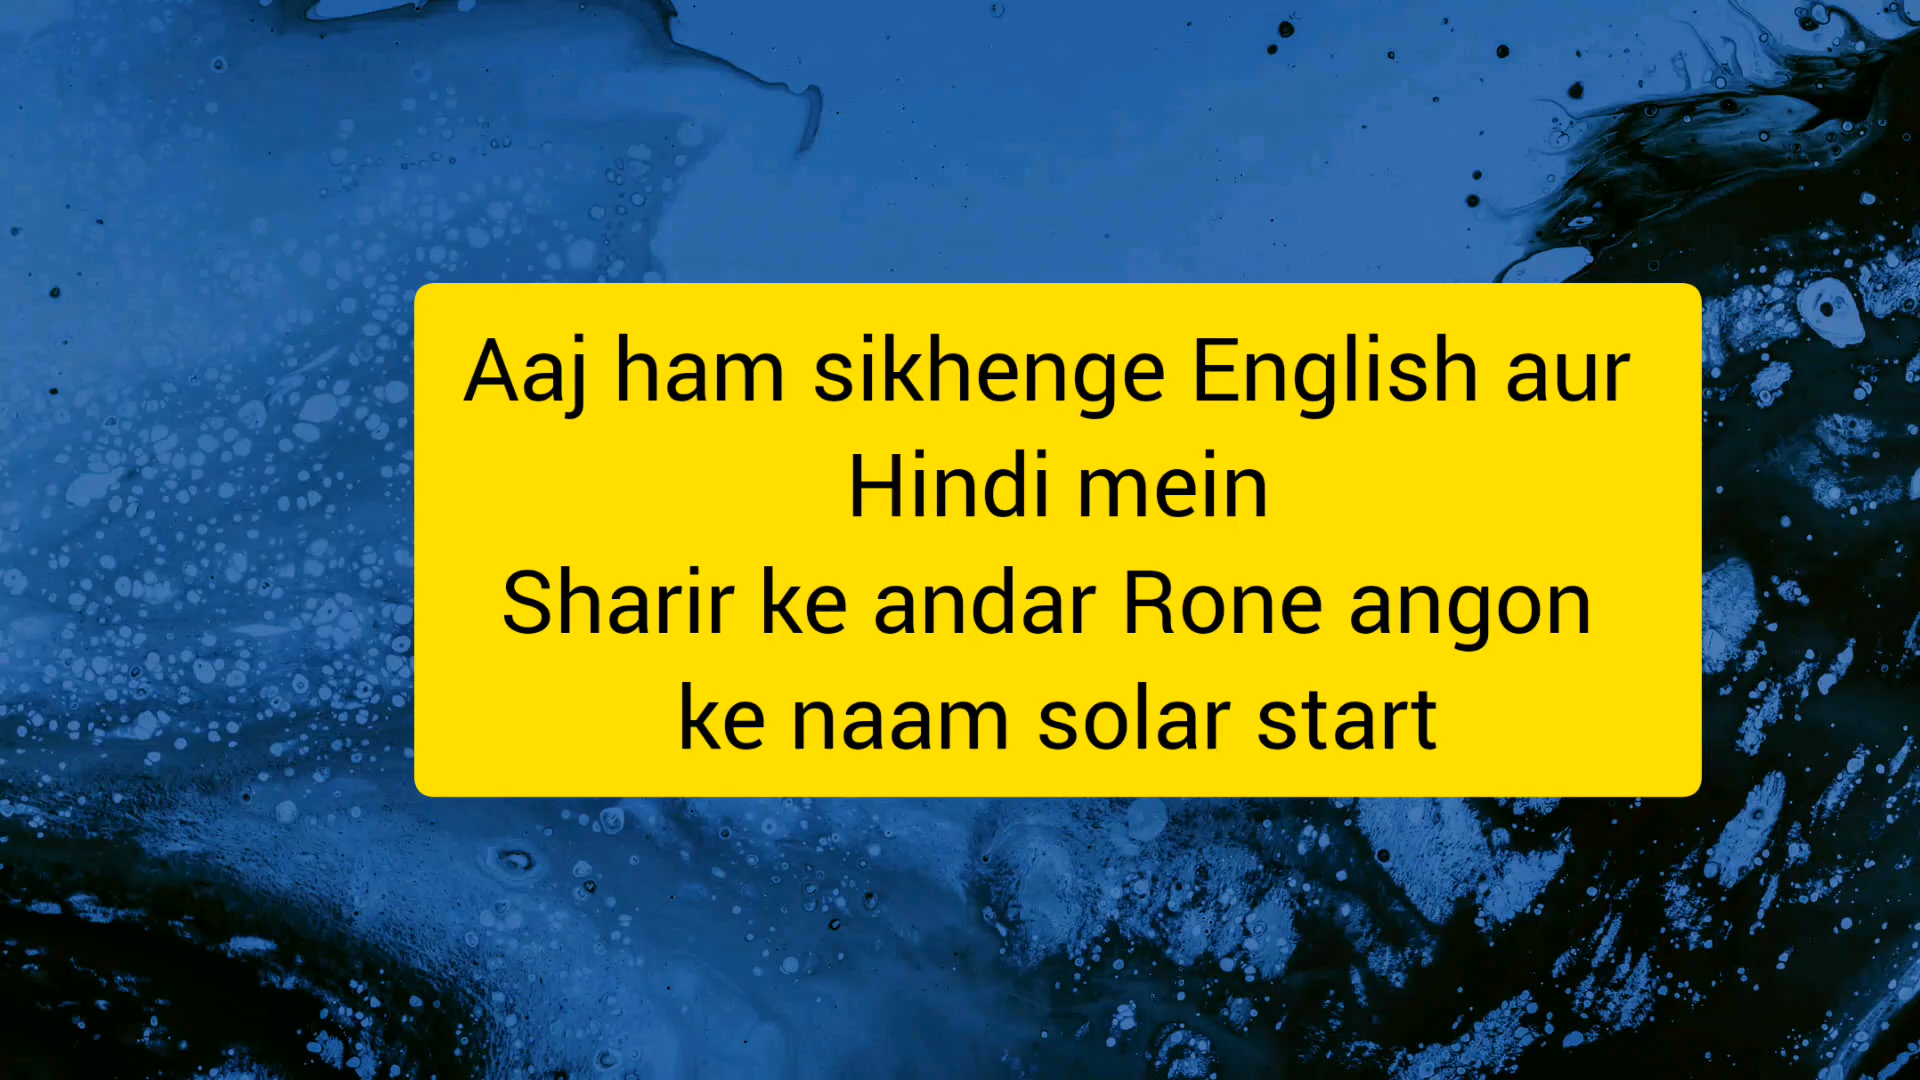 Aaj ham sikhenge English aur
Hindi mein
Sharir ke andar Rone angon
ke naam solar start